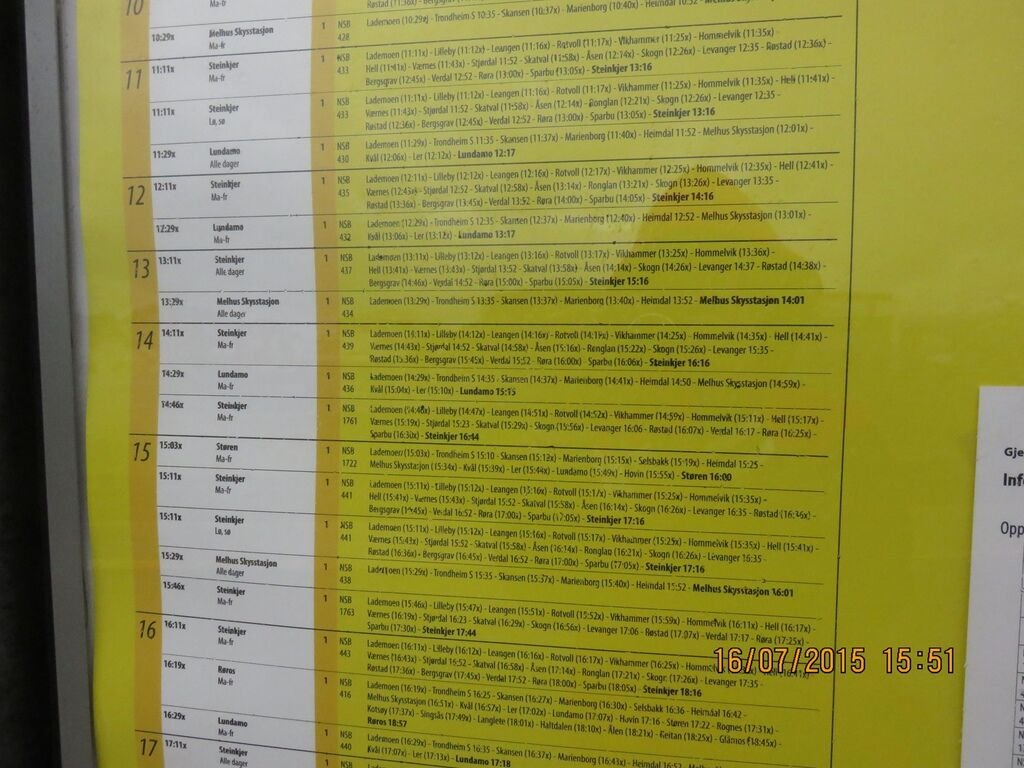 10
Ma-fr
10:29x Melhus Skysstasjon 1 NSB Lademoen (10:29x) - Trondheim S 10:35 - Skansen (10:37x) - Marienborg (10:40x) - Heimdal 10:52 -
Ma-fr 428
11 11:11x Steinkjer 1 NSB Lademoen (11:11x) - Lilleby (11:12x) - Leangen (11:16x) - Rotvoll (11:17x) - Vikhammer (11:25x) - Hommelvik (11:35x) -
Ma-fr 433 Hell (11:41x) - Værnes (11:43x) - Stjørdal 11:52 - Skatval (11:58x) - Åsen (12:14x) - Skogn (12:26x) - Levanger 12:35 - Røstad (12:36x) -
Bergsgrav (12:45x) - Verdal 12:52 - Røra (13:00x) - Sparbu (13:05x) - Steinkjer 13:16
11:11x Steinkjer 1 NSB Lademoen (11:11x) - Lilleby (11:12x) - Leangen (11:16x) - Rotvoll (11:17x) - Vikhammer (11:25x) - Hommelvik (11:35x) - Hell (11:41x) -
Lø, sø 433 Værnes (11:43x) - Stjørdal 11:52 - Skatval (11:58x) - Åsen (12:14x) - Ronglan (12:21x) - Skogn (12:26x) - Levanger 12:35 -
Røstad (12:36x) - Bergsgrav (12:45x) - Verdal 12:52 - Røra (13:00x) - Sparbu (13:05x) - Steinkjer 13:16
11:29x Lundamo 1 NSB Lademoen (11:29x) - Trondheim S 11:35 - Skansen (11:37x) - Marienborg (11:40x) - Heimdal 11:52 - Melhus Skysstasjon (12:01x) -
Alle dager 430 Kvål (12:06x) - Ler (12:12x) - Lundamo 12:17
12 12:11x Steinkjer 1 NSB Lademoen (12:11x) - Lilleby (12:12x) - Leangen (12:16x) - Rotvoll (12:17x) - Vikhammer (12:25x) - Hommelvik (12:35x) - Hell (12:41x) -
Ma-fr 435 Værnes (12:43x) - Stjørdal 12:52 - Skatval (12:58x) - Åsen (13:14x) - Ronglan (13:21x) - Skogn (13:26x) - Levanger 13:35 -
Røstad (13:36x) - Bergsgrav (13:45x) - Verdal 13:52 - Røra (14:00x) - Sparbu (14:05x) - Steinkjer 14:16
12:29x Lundamo 1 NSB Lademoen (12:29x) - Trondheim S 12:35 - Skansen (12:37x) - Marienborg (12:40x) - Heimdal 12:52 - Melhus Skysstasjon (13:01x) -
Ma-fr 432 Kvål (13:06x) - Ler (13:12x) - Lundamo 13:17
13 13:11x Steinkjer 1 NSB Lademoen (13:11x) - Lilleby (13:12x) - Leangen (13:16x) - Rotvoll (13:17x) - Vikhammer (13:25x) - Hommelvik (13:36x) -
Alle dager 437 Hell (13:41x) - Værnes (13:43x) - Stjørdal 13:52 - Skatval (13:58x) - Åsen (14:14x) - Skogn (14:26x) - Levanger 14:37 - Røstad (14:38x) -
Bergsgrav (14:46x) - Verdal 14:52 - Røra (15:00x) - Sparbu (15:05x) - Steinkjer 15:16
13:29x Melhus Skysstasjon 1 NSB Lademoen (13:29x) - Trondheim S 13:35 - Skansen (13:37x) - Marienborg (13:40x) - Heimdal 13:52 - Melhus Skysstasjon 14:01
Alle dager 434
14 14:11x Steinkjer 1 NSB Lademoen (14:11x) - Lilleby (14:12x) - Leangen (14:16x) - Rotvoll (14:17x) - Vikhammer (14:25x) - Hommelvik (14:35x) - Hell (14:41x) -
Ma-fr 439 Værnes (14:43x) - Stjørdal 14:52 - Skatval (14:58x) - Åsen (15:16x) - Ronglan (15:22x) - Skogn (15:26x) - Levanger 15:35 -
Røstad (15:36x) - Bergsgrav (15:45x) - Verdal 15:52 - Røra (16:00x) - Sparbu (16:06x) - Steinkjer 16:16
14:29x Lundamo 1 NSB Lademoen (14:29x) - Trondheim S 14:35 - Skansen (14:37x) - Marienborg (14:41x) - Heimdal 14:50 - Melhus Skysstasjon (14:59x) -
Ma-fr 436 Kvål (15:04x) - Ler (15:10x) - Lundamo 15:15
14:46x Steinkjer 1 NSB Lademoen (14:46x) - Lilleby (14:47x) - Leangen (14:51x) - Rotvoll (14:52x) - Vikhammer (14:59x) - Hommelvik (15:11x) - Hell (15:17x) -
Ma-fr 1761 Værnes (15:19x) - Stjørdal 15:23 - Skatval (15:29x) - Skogn (15:56x) - Levanger 16:06 - Røstad (16:07x) - Verdal 16:17 - Røra (16:25x) -
Sparbu (16:30x) - Steinkjer 16:44
15 15:03x Støren 1 NSB Lademoen (15:03x) - Trondheim S 15:10 - Skansen (15:12x) - Marienborg (15:15x) - Selsbakk (15:19x) - Heimdal 15:25 -
Ma-fr 1722 Melhus Skysstasjon (15:34x) - Kvål (15:39x) - Ler (15:44x) - Lundamo (15:49x) - Hovin (15:55x) - Støren 16:00
15:11x Steinkjer 1 NSB Lademoen (15:11x) - Lilleby (15:12x) - Leangen (15:16x) - Rotvoll (15:17x) - Vikhammer (15:25x) - Hommelvik (15:35x) -
Ma-fr 441 Hell (15:41x) - Værnes (15:43x) - Stjørdal 15:52 - Skatval (15:58x) - Åsen (16:14x) - Skogn (16:26x) - Levanger 16:35 - Røstad (16:36x) -
Bergsgrav (16:45x) - Verdal 16:52 - Røra (17:00x) - Sparbu (17:05x) - Steinkjer 17:16
15:11x Steinkjer 1 NSB Lademoen (15:11x) - Lilleby (15:12x) - Leangen (15:16x) - Rotvoll (15:17x) - Vikhammer (15:25x) - Hommelvik (15:35x) - Hell (15:41x) -
Lø, sø 441 Værnes (15:43x) - Stjørdal 15:52 - Skatval (15:58x) - Åsen (16:14x) - Ronglan (16:21x) - Skogn (16:26x) - Levanger 16:35 -
Røstad (16:36x) - Bergsgrav (16:45x) - Verdal 16:52 - Røra (17:00x) - Sparbu (17:05x) - Steinkjer 17:16
15:29x Melhus Skysstasjon 1 NSB Lademoen (15:29x) - Trondheim S 15:35 - Skansen (15:37x) - Marienborg (15:40x) - Heimdal 15:52 - Melhus Skysstasjon 16:01
Alle dager 438
15:46x Steinkjer 1 NSB Lademoen (15:46x) - Lilleby (15:47x) - Leangen (15:51x) - Rotvoll (15:52x) - Vikhammer (15:59x) - Hommelvik (16:11x) - Hell (16:17x) -
Ma-fr 1763 Værnes (16:19x) - Stjørdal 16:23 - Skatval (16:29x) - Skogn (16:56x) - Levanger 17:06 - Røstad (17:07x) - Verdal 17:17 - Røra (17:25x) -
Sparbu (17:30x) - Steinkjer 17:44
16 16:11x Steinkjer 1 NSB Lademoen (16:11x) - Lilleby (16:12x) - Leangen (16:16x) - Rotvoll (16:17x) - Vikhammer (16:25x) - Hommelvik
Ma-fr 443 Værnes (16:43x) - Stjørdal 16:52 - Skatval (16:58x) - Åsen (17:14x) - Ronglan (17:21x) - Skogn (17:26x) - Levanger 17:35 -
Røstad (17:36x) - Bergsgrav (17:45x) - Verdal 17:52 - Røra (18:00x) - Sparbu (18:05x) - Steinkjer 18:16
16:19x Røros 1 NSB Lademoen (16:19x) - Trondheim S 16:25 - Skansen (16:27x) - Marienborg (16:30x) - Selsbakk 16:36 - Heimdal 16:42 -
Ma-fr 416 Melhus Skysstasjon (16:51x) - Kvål (16:57x) - Ler (17:02x) - Lundamo (17:07x) - Hovin 17:16 - Støren 17:22 - Rognes (17:31x) -
Kotsøy (17:37x) - Singsås (17:49x) - Langlete (18:01x) - Haltdalen (18:10x) - Ålen (18:21x) - Reitan (18:25x) - Glåmos (18:45x) -
Røros 18:57
16:29x Lundamo 1 NSB Lademoen (16:29x) - Trondheim S 16:35 - Skansen (16:37x) - Marienborg (16:43x) - Heimdal 16:52 - Melhus Skysstasjon
Ma-fr 440 Kvål (17:07x) - Ler (17:13x) - Lundamo 17:18
17 17:11x Steinkjer 1 NSB
Alle dager
Gje
Inf
Opp
16/07/2015 15:51